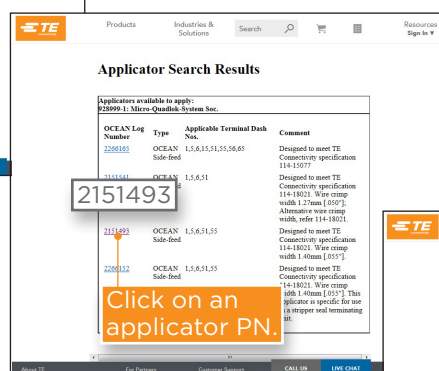 TE
Products
Industries &
Solutions
Search
Resources
Sign In
Applicator Search Results
Applicators available to apply:
928999-1: Micro-Quadlok-System Soc.
OCEAN Log Number Type Applicable Terminal Dash Nos. Comment
2266165 OCEAN Side-feed 1,5,6,15,51,55,56,65 Designed to meet TE
Connectivity specification
114-15077
1,5,6,51 Designed to meet TE
Connectivity specification
114-18021. Wire crimp
width 1.27mm [.050"];
Alternative wire crimp
width, refer 114-18021.
2151493
2151493 OCEAN Side-feed 1,5,6,51,55 Designed to meet TE
Connectivity specification
114-18021. Wire crimp
width 1.40mm [.055"].
2266152 OCEAN Side-feed 1,5,6,51,55 Designed to meet TE
Connectivity specification
114-18021. Wire crimp
width 1.40mm [.055"]. This
applicator is specific for use
a stripper seal terminating
unit.
Click on an
applicator PN.
About TE
For Partners
Customer Support
CALL US
LIVE CHAT
TE